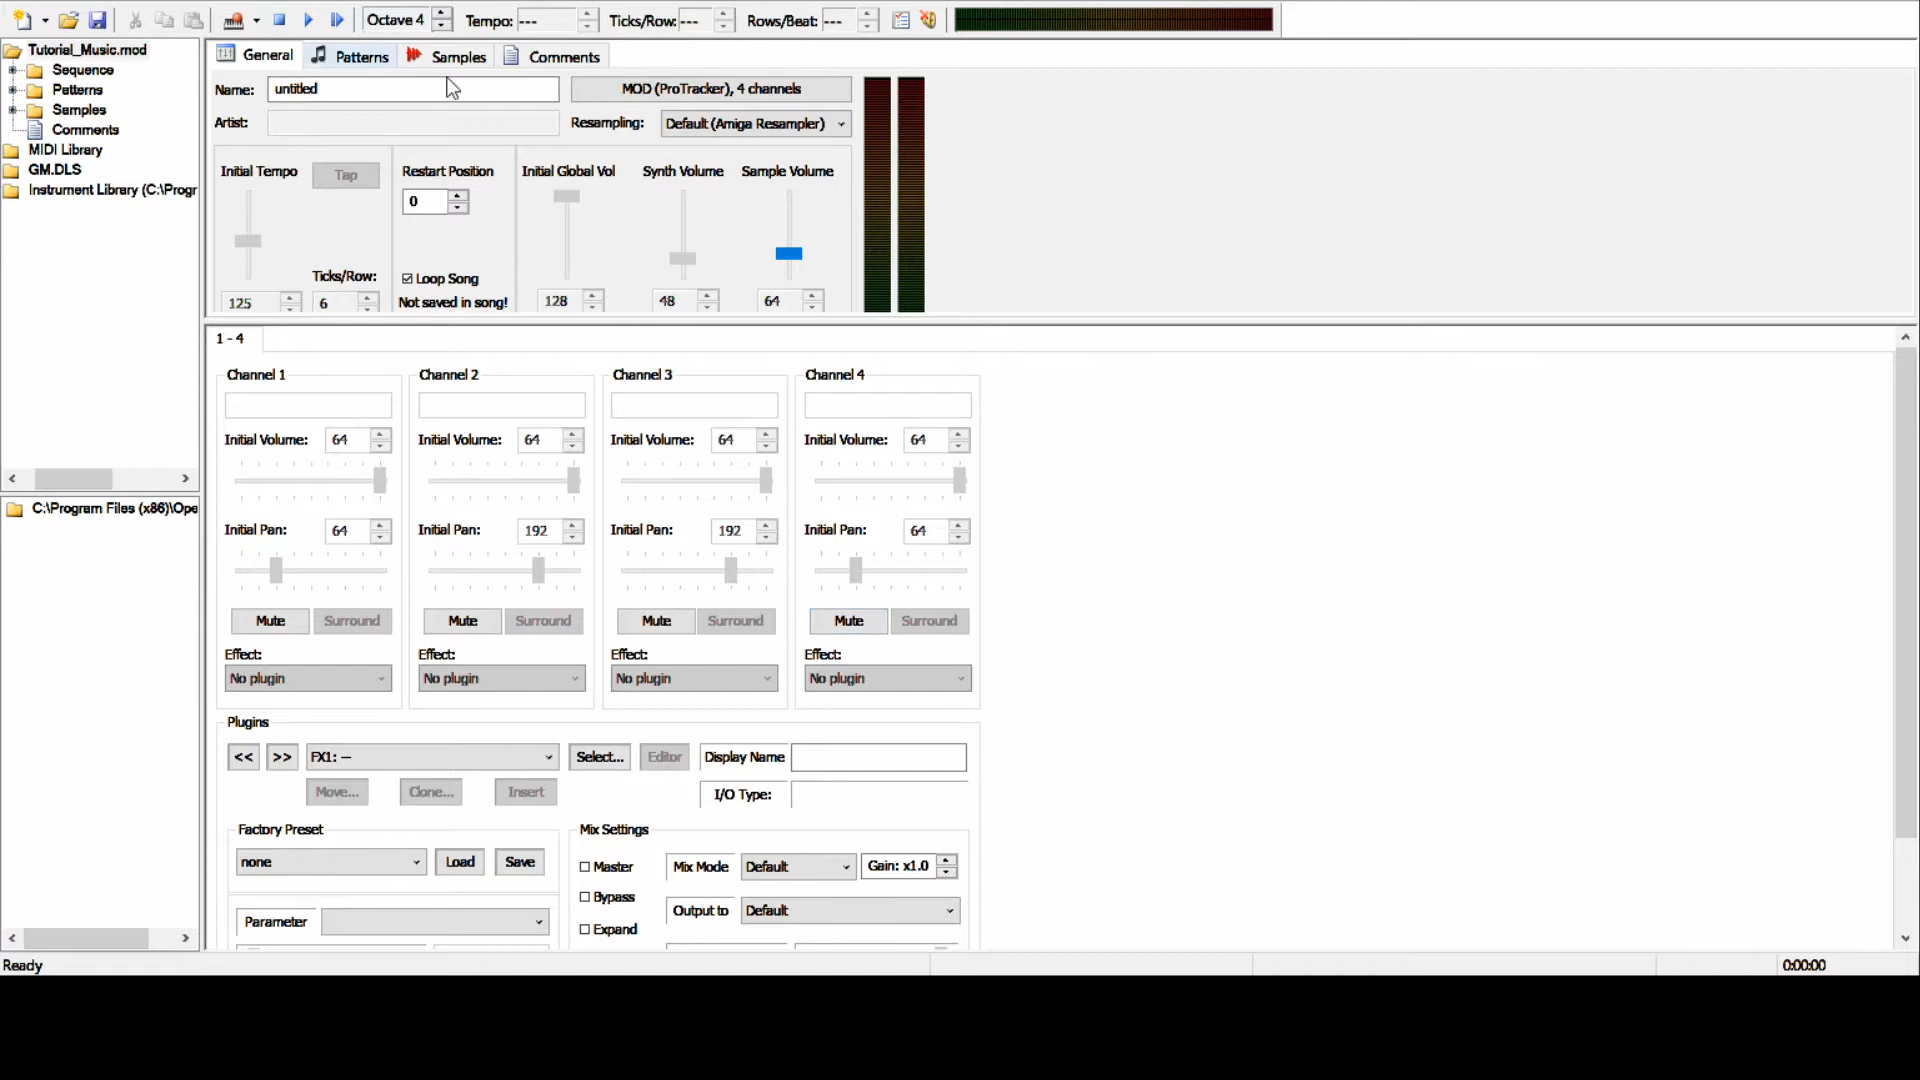 Octave 4 Tempo: --- Ticks/Row: --- Rows/Beat: ---
Tutorial_Music.mod
Sequence
Patterns
Samples
Comments
MIDI Library
GM.DLS
Instrument Library (C:\Progr
C:\Program Files (x86)\Ope
General Patterns Samples Comments
Name: untitled MOD (ProTracker), 4 channels
Artist: Resampling: Default (Amiga Resampler)
Initial Tempo Tap Restart Position Initial Global Vol Synth Volume Sample Volume
0
Ticks/Row: Loop Song
125 6 Not saved in song! 128 48 64
1 - 4
Channel 1 Channel 2 Channel 3 Channel 4
Initial Volume: 64 Initial Volume: 64 Initial Volume: 64 Initial Volume: 64
Initial Pan: 64 Initial Pan: 192 Initial Pan: 192 Initial Pan: 64
Mute Surround Mute Surround Mute Surround Mute Surround
Effect: Effect: Effect: Effect:
No plugin No plugin No plugin No plugin
Plugins
<< >> FX1: -- Select... Editor Display Name
Move... Clone... Insert I/O Type:
Factory Preset Mix Settings
none Load Save Master Mix Mode Default Gain: x1.0
Bypass
Parameter Output to Default
Expand
Ready 0:00:00